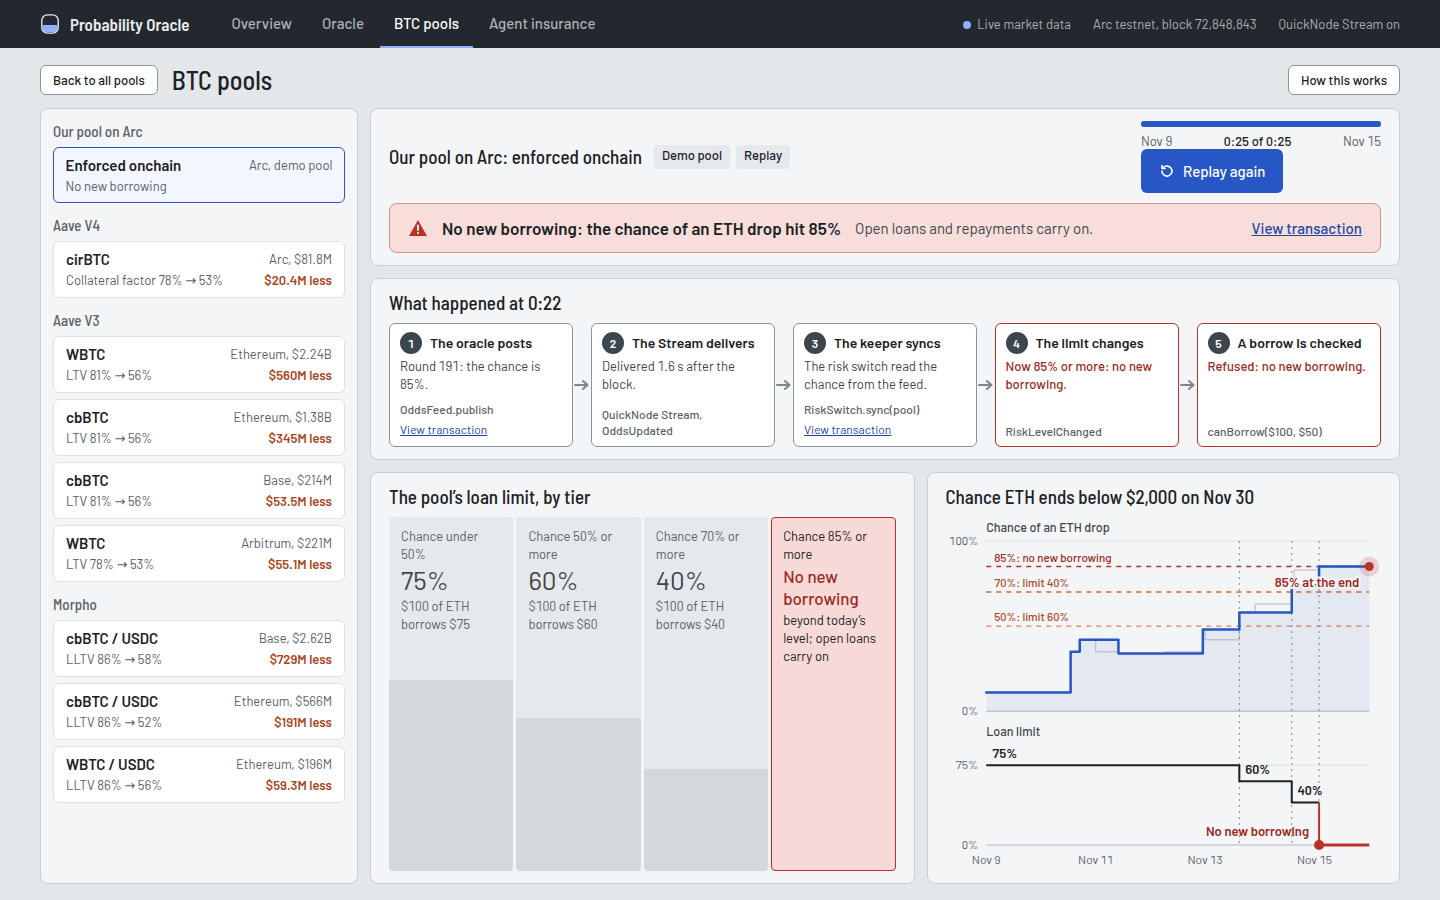 Probability Oracle
Overview
Oracle
BTC pools
Agent insurance
Live market data
Arc testnet, block 72,848,843
QuickNode Stream on
Back to all pools
BTC pools
How this works
Our pool on Arc
Enforced onchain
Arc, demo pool
No new borrowing
Aave V4
cirBTC
Arc, $81.8M
Collateral factor 78% → 53%
$20.4M less
Aave V3
WBTC
Ethereum, $2.24B
LTV 81% → 56%
$560M less
cbBTC
Ethereum, $1.38B
LTV 81% → 56%
$345M less
cbBTC
Base, $214M
LTV 81% → 56%
$53.5M less
WBTC
Arbitrum, $221M
LTV 78% → 53%
$55.1M less
Morpho
cbBTC / USDC
Base, $2.62B
LLTV 86% → 58%
$729M less
cbBTC / USDC
Ethereum, $566M
LLTV 86% → 52%
$191M less
WBTC / USDC
Ethereum, $196M
LLTV 86% → 56%
$59.3M less
Our pool on Arc: enforced onchain
Demo pool
Replay
Nov 9
0:25 of 0:25
Nov 15
Replay again
No new borrowing: the chance of an ETH drop hit 85%
Open loans and repayments carry on.
View transaction
What happened at 0:22
1 The oracle posts
Round 191: the chance is
85%.
OddsFeed.publish
View transaction
2 The Stream delivers
Delivered 1.6 s after the
block.
QuickNode Stream,
OddsUpdated
3 The keeper syncs
The risk switch read the
chance from the feed.
RiskSwitch.sync(pool)
View transaction
4 The limit changes
Now 85% or more: no new
borrowing.
RiskLevelChanged
5 A borrow is checked
Refused: no new borrowing.
canBorrow($100, $50)
The pool's loan limit, by tier
Chance under
50%
75%
$100 of ETH
borrows $75
Chance 50% or
more
60%
$100 of ETH
borrows $60
Chance 70% or
more
40%
$100 of ETH
borrows $40
Chance 85% or
more
No new
borrowing
beyond today's
level; open loans
carry on
Chance ETH ends below $2,000 on Nov 30
Chance of an ETH drop
100%
85%: no new borrowing
70%: limit 40%
85% at the end
50%: limit 60%
0%
Loan limit
75%
75%
60%
40%
No new borrowing
0%
Nov 9
Nov 11
Nov 13
Nov 15